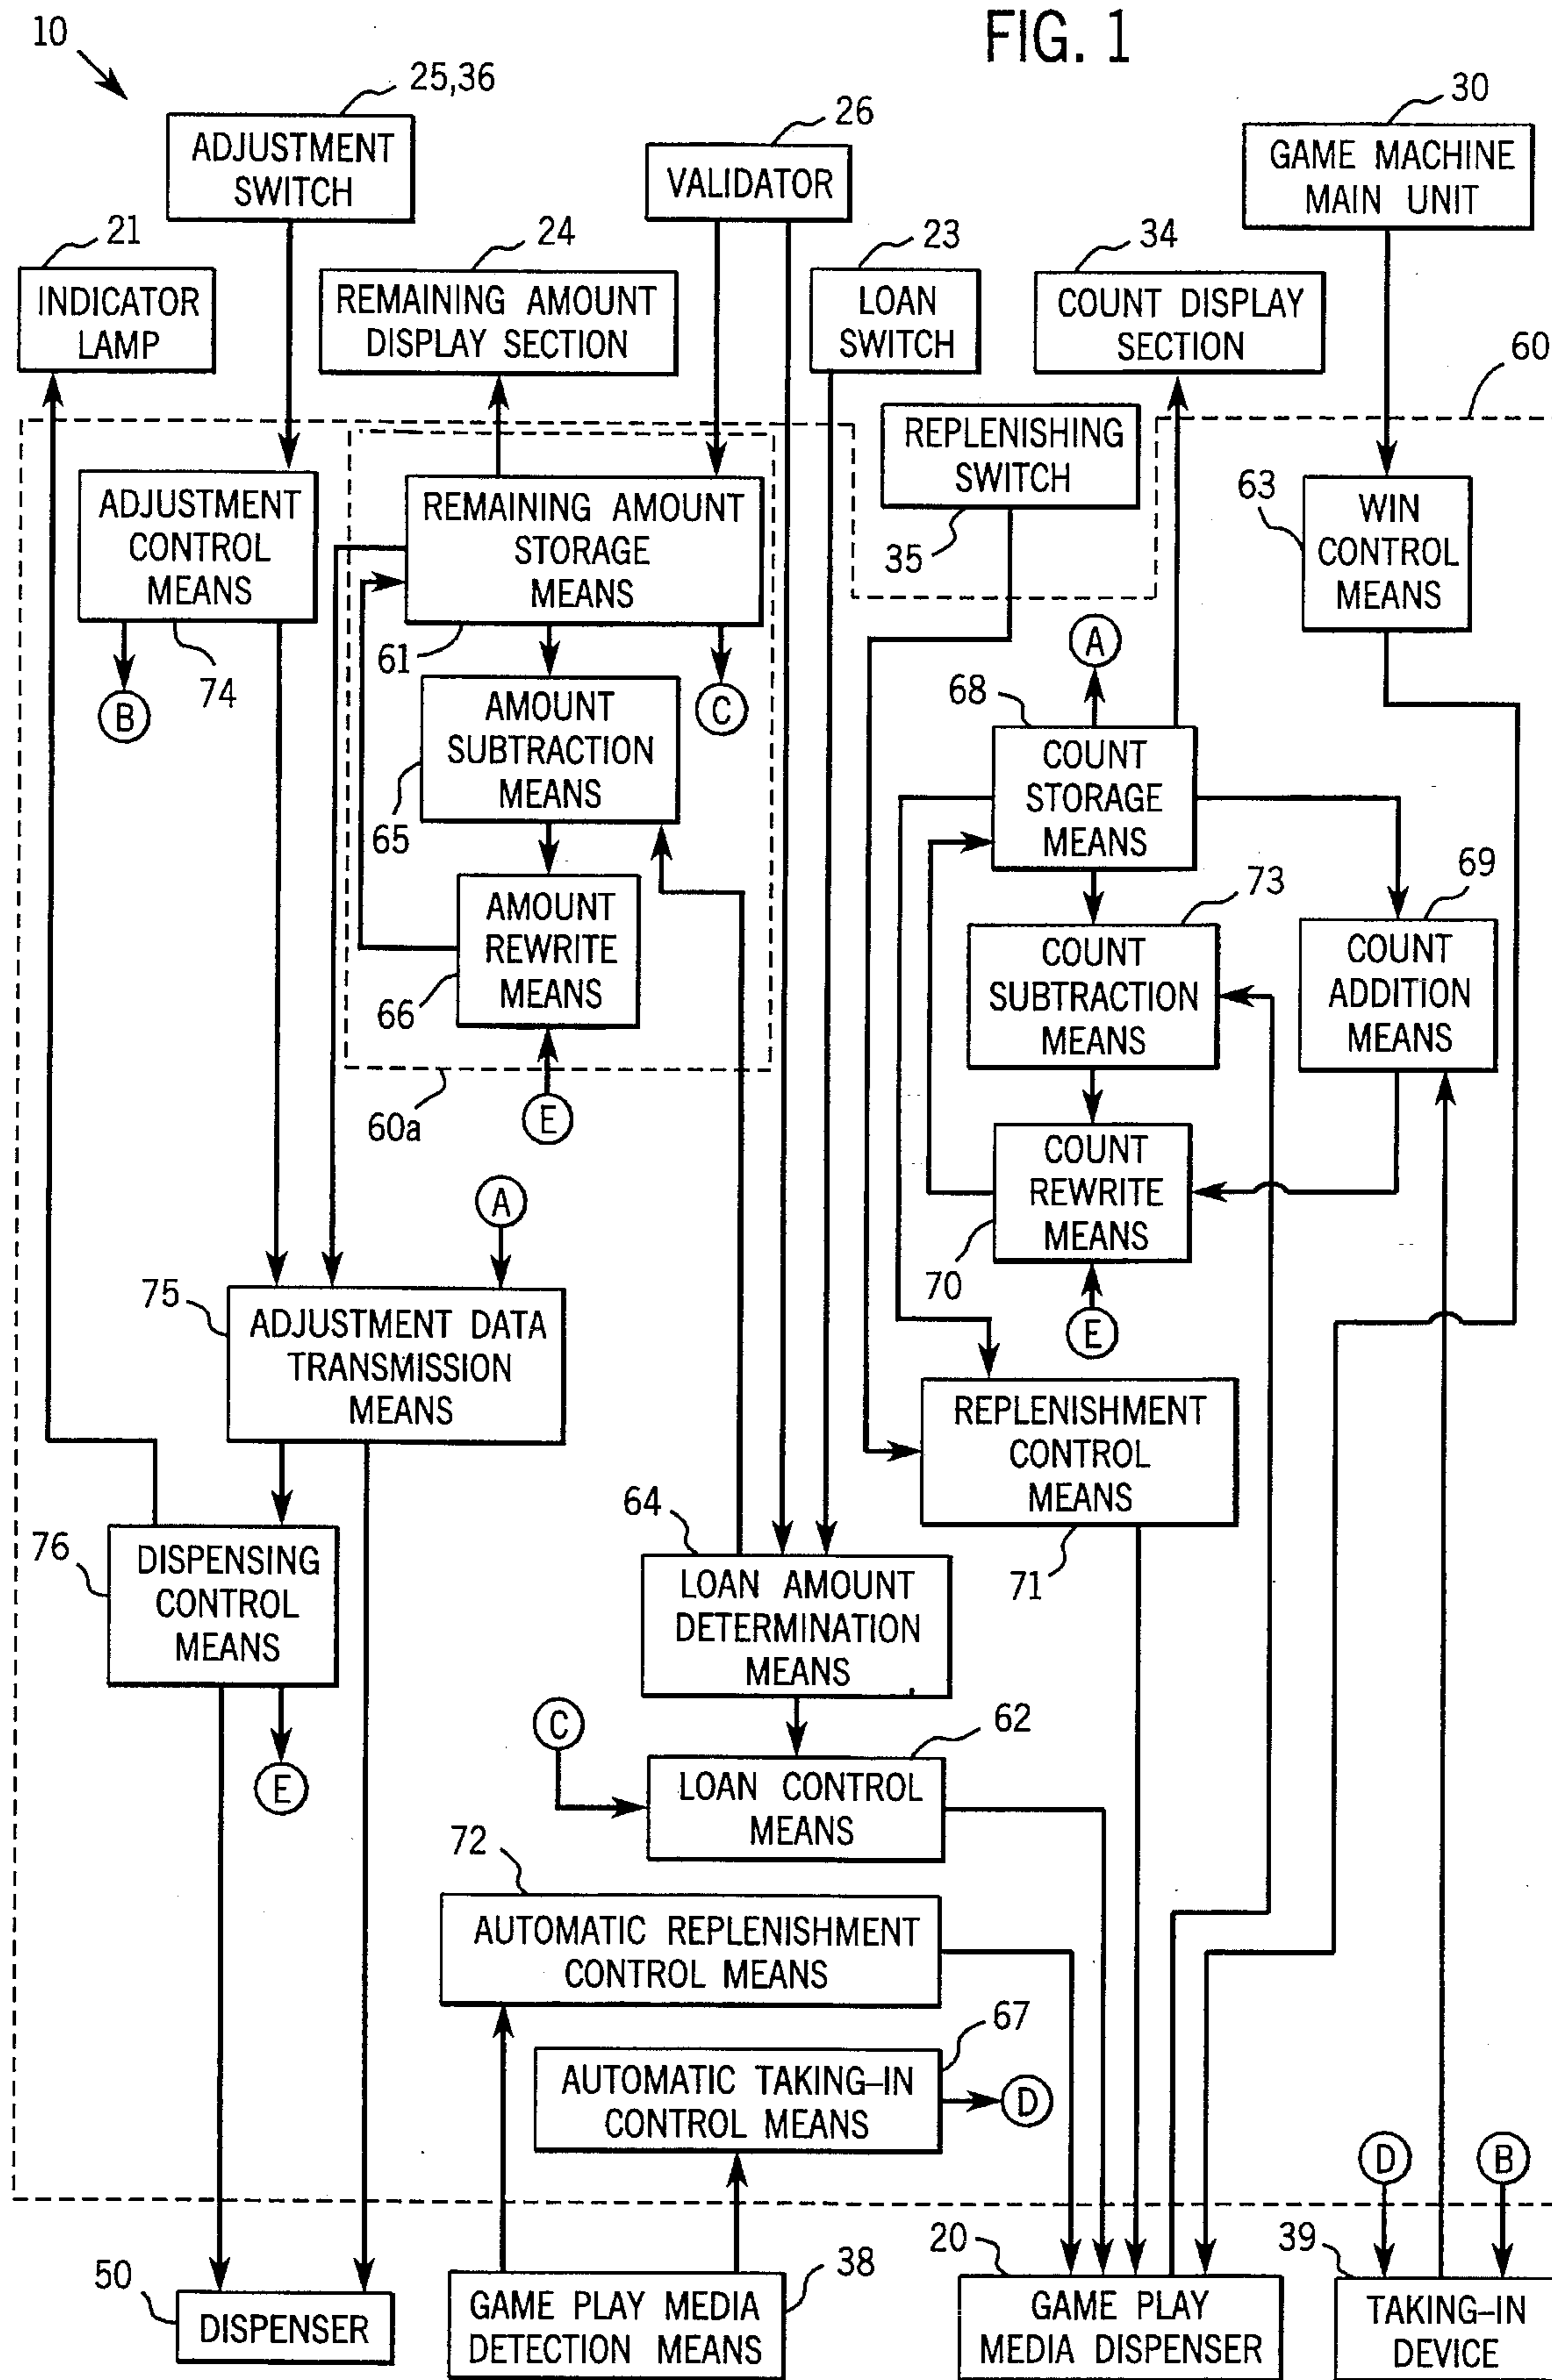 FIG. 1
10
25,36
ADJUSTMENT
SWITCH
26
VALIDATOR
30
GAME MACHINE
MAIN UNIT
21
INDICATOR
LAMP
24
REMAINING AMOUNT
DISPLAY SECTION
23
LOAN
SWITCH
34
COUNT DISPLAY
SECTION
60
REPLENISHING
SWITCH
35
ADJUSTMENT
CONTROL
MEANS
74
B
REMAINING AMOUNT
STORAGE
MEANS
61
C
63
WIN
CONTROL
MEANS
AMOUNT
SUBTRACTION
MEANS
65
A
68
COUNT
STORAGE
MEANS
AMOUNT
REWRITE
MEANS
66
60a
E
73
COUNT
SUBTRACTION
MEANS
69
COUNT
ADDITION
MEANS
COUNT
REWRITE
MEANS
70
E
A
75
ADJUSTMENT DATA
TRANSMISSION
MEANS
REPLENISHMENT
CONTROL
MEANS
71
76
DISPENSING
CONTROL
MEANS
E
64
LOAN AMOUNT
DETERMINATION
MEANS
C
62
LOAN CONTROL
MEANS
72
AUTOMATIC REPLENISHMENT
CONTROL MEANS
67
AUTOMATIC TAKING–IN
CONTROL MEANS
D
D
B
50
DISPENSER
38
GAME PLAY MEDIA
DETECTION MEANS
20
GAME PLAY
MEDIA DISPENSER
39
TAKING–IN
DEVICE